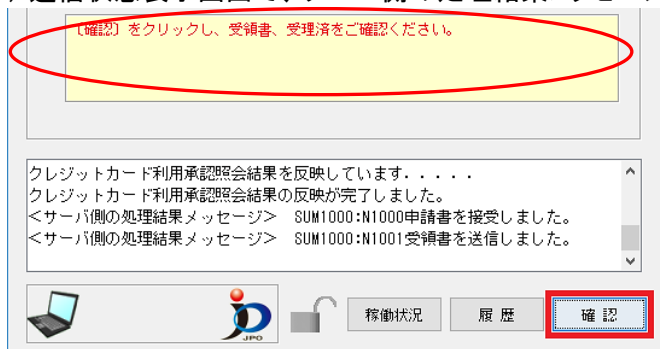 〔確認〕をクリックし、受領書、受理済をご確認ください。
クレジットカード利用承認照会結果を反映しています.....
クレジットカード利用承認照会結果の反映が完了しました。
<サーバ側の処理結果メッセージ> SUM1000:N1000申請書を接受しました。
<サーバ側の処理結果メッセージ> SUM1000:N1001受領書を送信しました。
JPO
稼働状況 履 歴 確 認